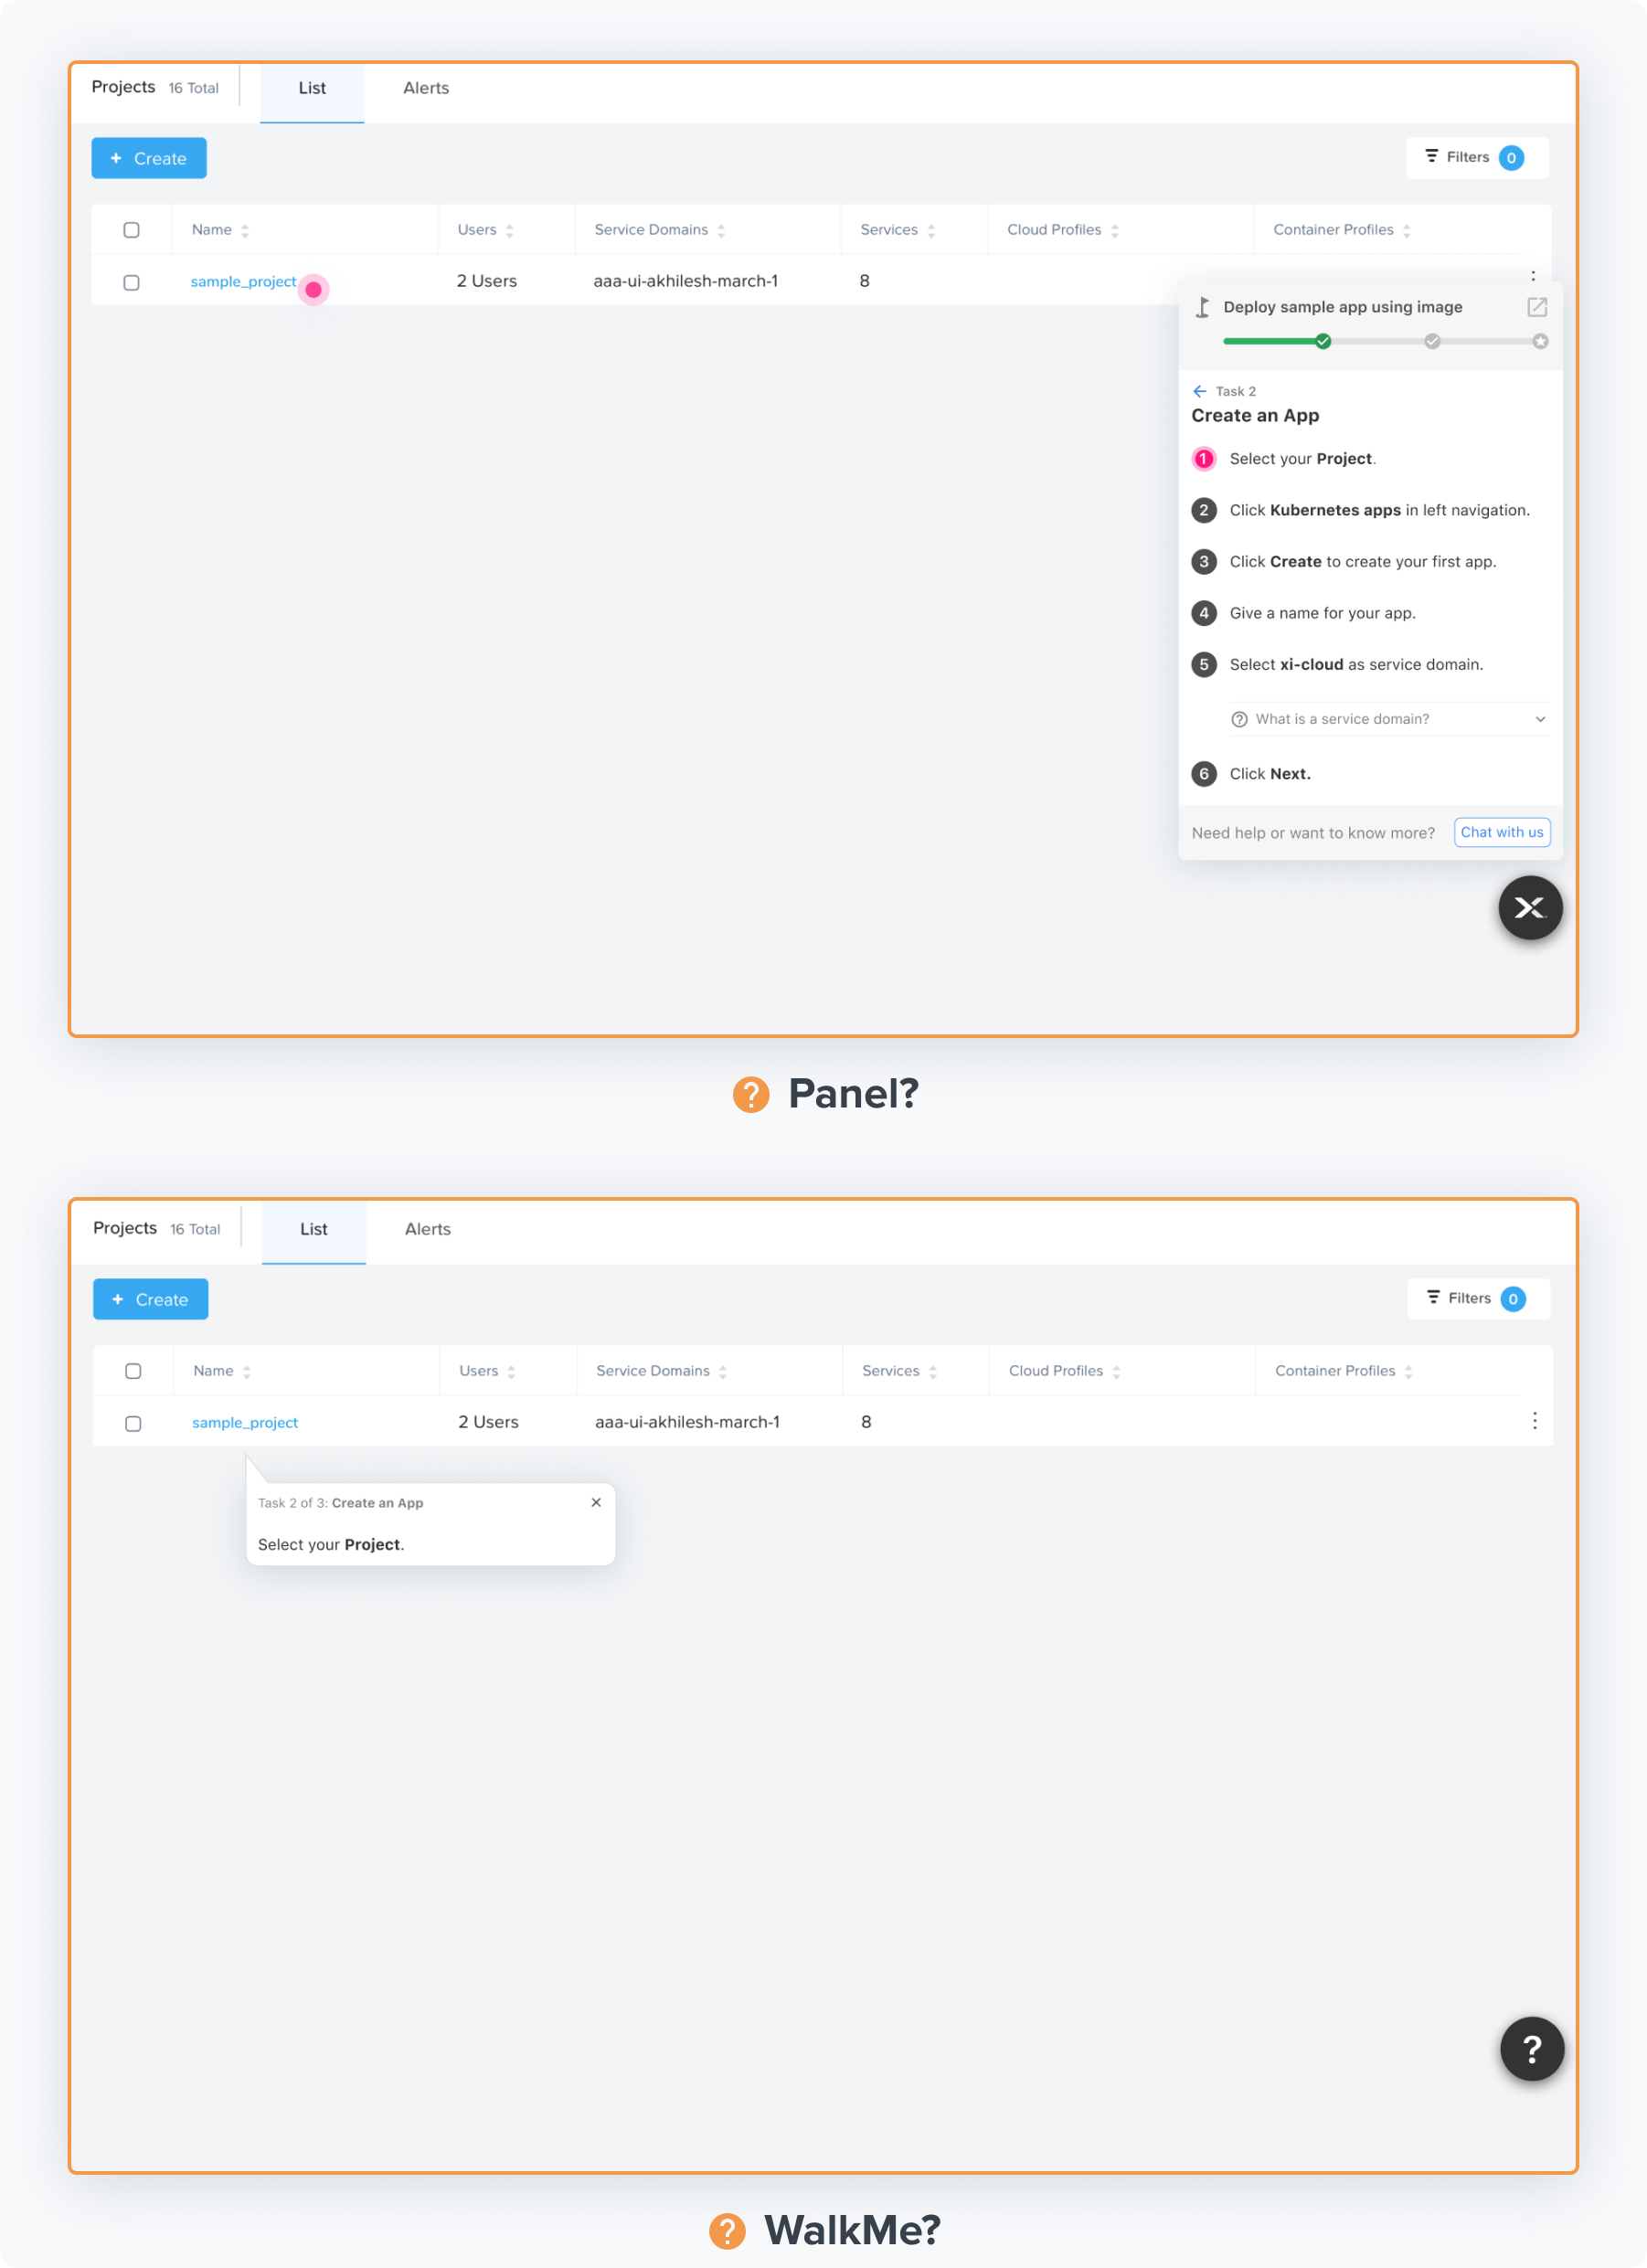 Projects 16 Total List Alerts
+ Create Filters 0
Name Users Service Domains Services Cloud Profiles Container Profiles
sample_project 2 Users aaa-ui-akhilesh-march-1 8
Deploy sample app using image
Task 2
Create an App
1 Select your Project.
2 Click Kubernetes apps in left navigation.
3 Click Create to create your first app.
4 Give a name for your app.
5 Select xi-cloud as service domain.
? What is a service domain?
6 Click Next.
Need help or want to know more? Chat with us
X
? Panel?
Projects 16 Total List Alerts
+ Create Filters 0
Name Users Service Domains Services Cloud Profiles Container Profiles
sample_project 2 Users aaa-ui-akhilesh-march-1 8
Task 2 of 3: Create an App
Select your Project.
?
? WalkMe?